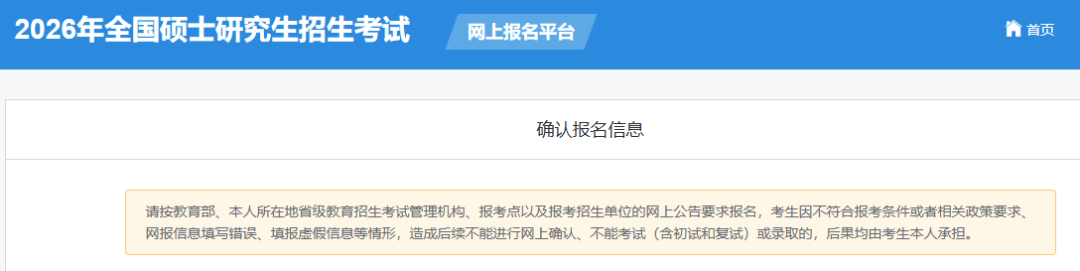 2026年全国硕士研究生招生考试 网上报名平台 首页
确认报名信息
请按教育部、本人所在地省级教育招生考试管理机构、报考点以及报考招生单位的网上公告要求报名，考生因不符合报考条件或者相关政策要求、
网报信息填写错误、填报虚假信息等情形，造成后续不能进行网上确认、不能考试（含初试和复试）或录取的，后果均由考生本人承担。